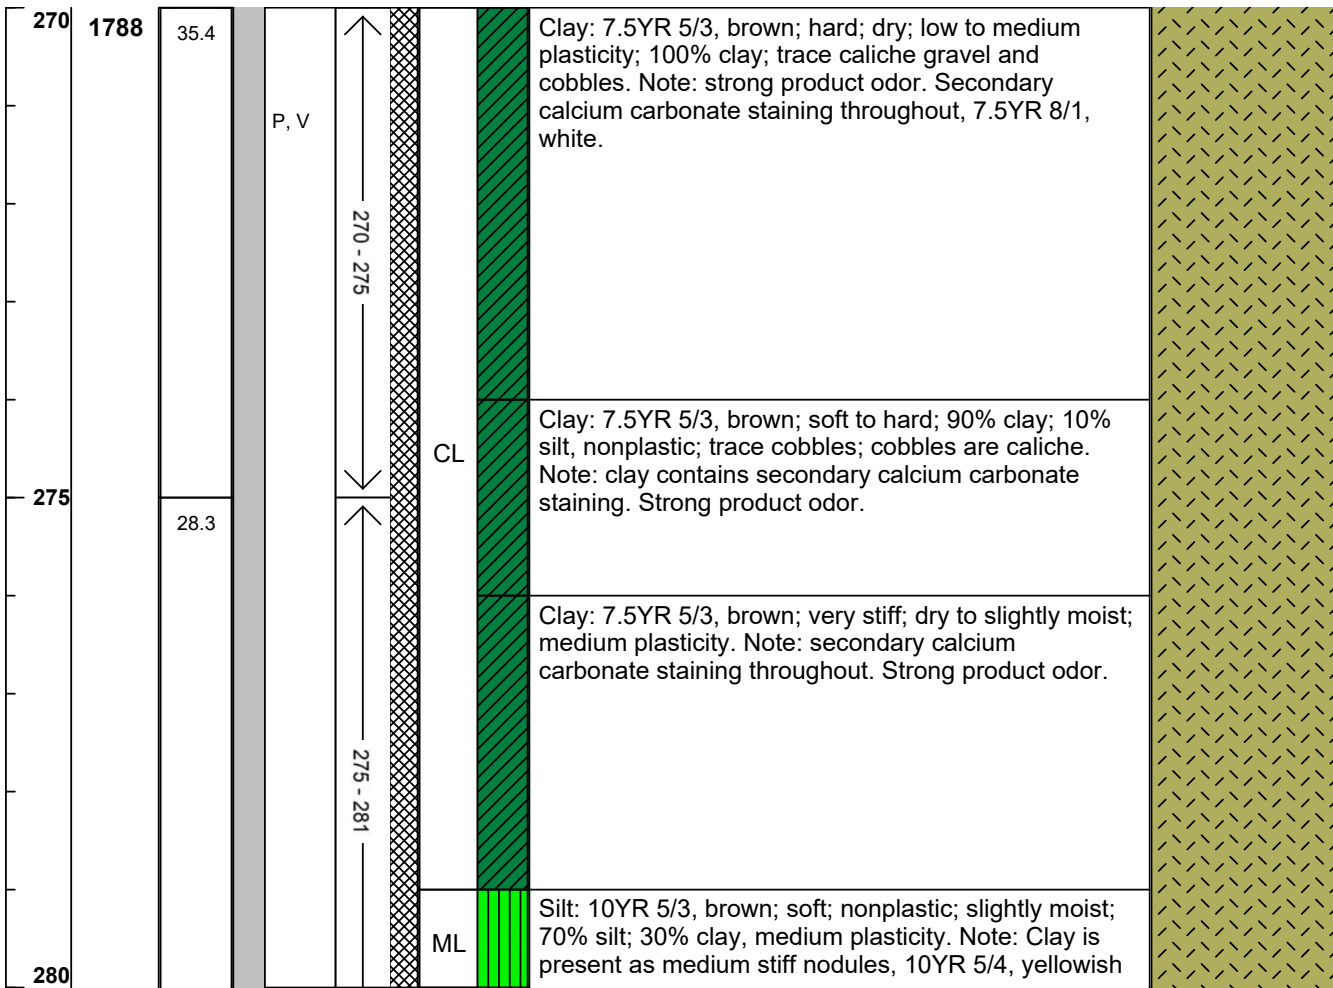 270
1788
35.4
P, V
270 - 275
Clay: 7.5YR 5/3, brown; hard; dry; low to medium
plasticity; 100% clay; trace caliche gravel and
cobbles. Note: strong product odor. Secondary
calcium carbonate staining throughout, 7.5YR 8/1,
white.
CL
Clay: 7.5YR 5/3, brown; soft to hard; 90% clay; 10%
silt, nonplastic; trace cobbles; cobbles are caliche.
Note: clay contains secondary calcium carbonate
staining. Strong product odor.
275
28.3
275 - 281
Clay: 7.5YR 5/3, brown; very stiff; dry to slightly moist;
medium plasticity. Note: secondary calcium
carbonate staining throughout. Strong product odor.
ML
Silt: 10YR 5/3, brown; soft; nonplastic; slightly moist;
70% silt; 30% clay, medium plasticity. Note: Clay is
present as medium stiff nodules, 10YR 5/4, yellowish
280